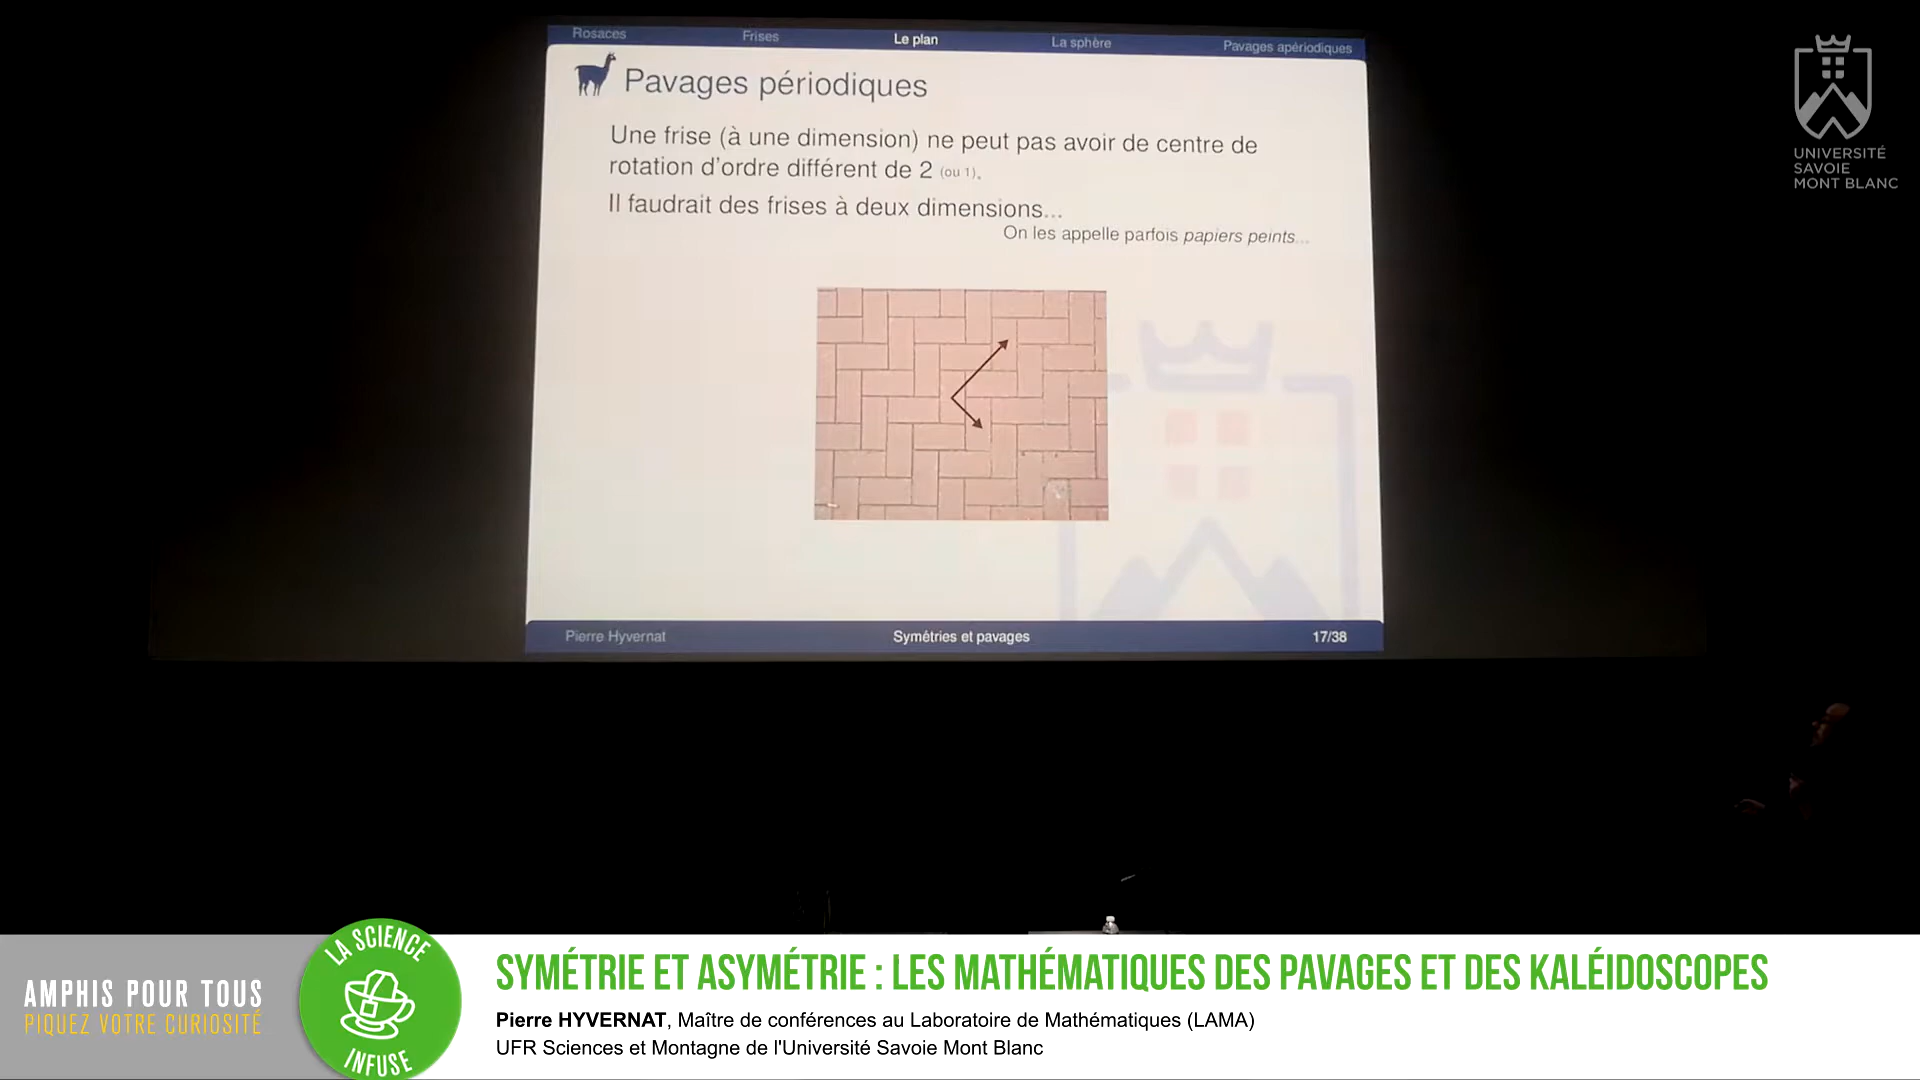 Rosaces Frises Le plan La sphère Pavages apériodiques
Pavages périodiques
Une frise (à une dimension) ne peut pas avoir de centre de
rotation d'ordre différent de 2 (ou 1).
Il faudrait des frises à deux dimensions...
On les appelle parfois papiers peints...
Pierre Hyvernat Symétries et pavages 17/38
UNIVERSITÉ
SAVOIE
MONT BLANC
AMPHIS POUR TOUS
PIQUEZ VOTRE CURIOSITÉ
LA SCIENCE
INFUSE
SYMÉTRIE ET ASYMÉTRIE : LES MATHÉMATIQUES DES PAVAGES ET DES KALÉIDOSCOPES
Pierre HYVERNAT, Maître de conférences au Laboratoire de Mathématiques (LAMA)
UFR Sciences et Montagne de l'Université Savoie Mont Blanc